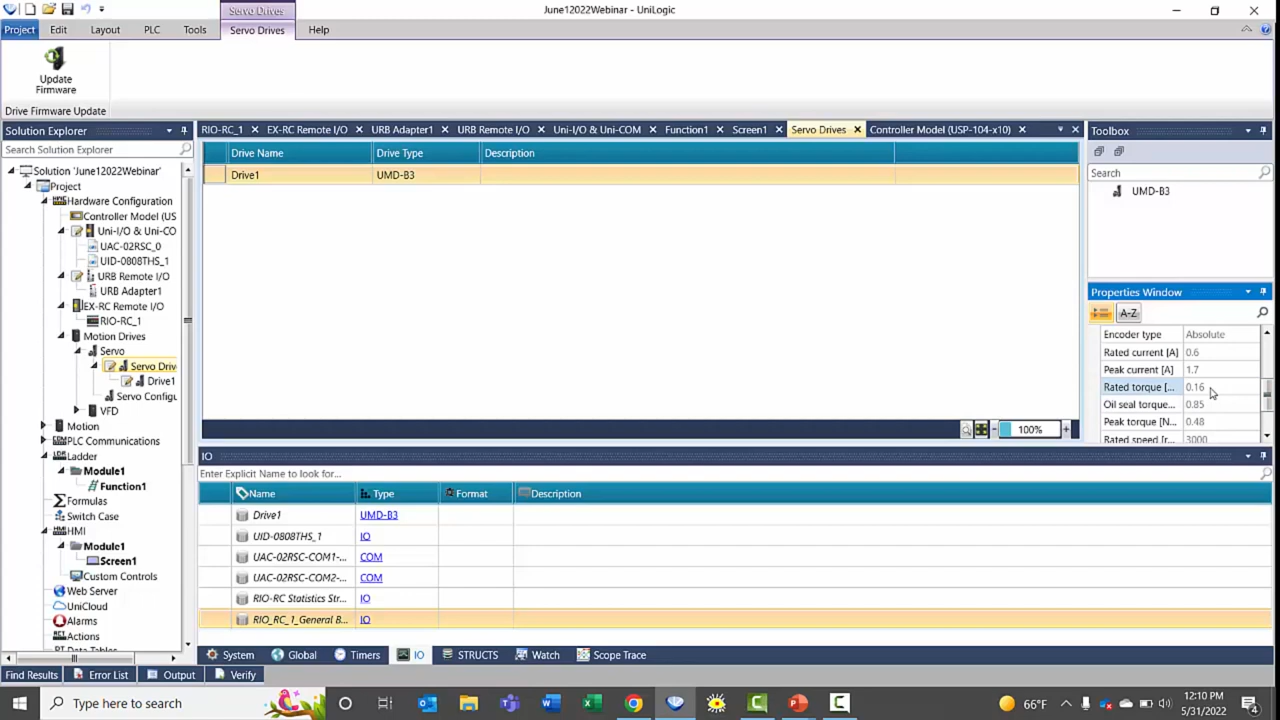 Servo Drives
June12022Webinar - UniLogic
Project Edit Layout PLC Tools Servo Drives Help
Update
Firmware
Drive Firmware Update
Solution Explorer
Search Solution Explorer
Solution 'June12022Webinar'
Project
Hardware Configuration
Controller Model (US
Uni-I/O & Uni-CO
UAC-02RSC_0
UID-0808THS_1
URB Remote I/O
URB Adapter1
EX-RC Remote I/O
RIO-RC_1
Motion Drives
Servo
Servo Driv
Drive1
Servo Configu
VFD
Motion
PLC Communications
Ladder
Module1
Function1
Formulas
Switch Case
HMI
Module1
Screen1
Custom Controls
Web Server
UniCloud
Alarms
Actions
Data Tables
RIO-RC_1 EX-RC Remote I/O URB Adapter1 URB Remote I/O Uni-I/O & Uni-COM Function1 Screen1 Servo Drives Controller Model (USP-104-x10)
Drive Name Drive Type Description
Drive1 UMD-B3
100%
IO
Enter Explicit Name to look for...
Name Type Format Description
Drive1 UMD-B3
UID-0808THS_1 IO
UAC-02RSC-COM1-... COM
UAC-02RSC-COM2-... COM
RIO-RC Statistics Str... IO
RIO_RC_1_General B... IO
System Global Timers IO STRUCTS Watch Scope Trace
Toolbox
Search
UMD-B3
Properties Window
A-Z
Encoder type Absolute
Rated current [A] 0.6
Peak current [A] 1.7
Rated torque [... 0.16
Oil seal torque... 0.85
Peak torque [N... 0.48
Rated speed [r... 3000
Find Results Error List Output Verify
Type here to search
66°F
12:10 PM
5/31/2022
4